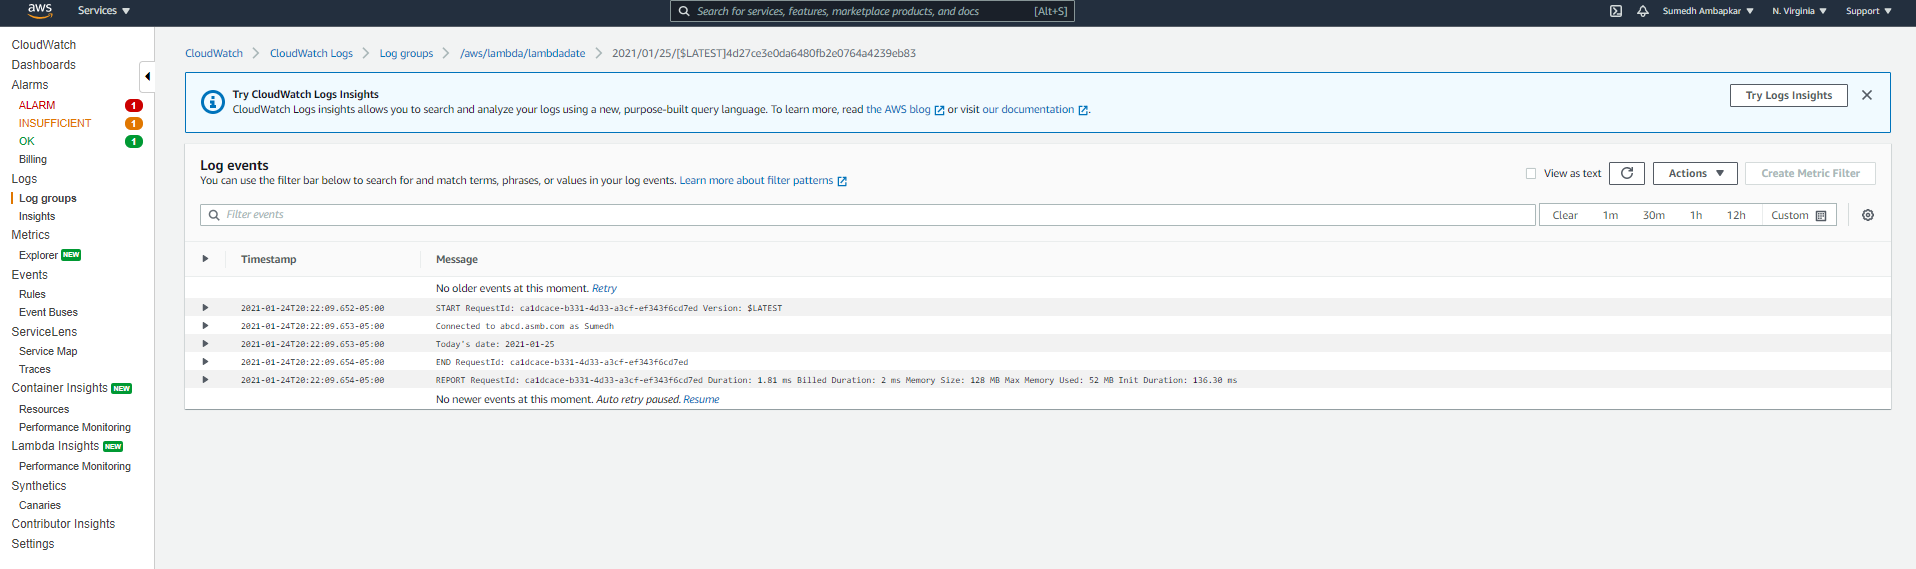 aws
Services
Search for services, features, marketplace products, and docs [Alt+S]
Sumedh Ambapkar
N. Virginia
Support
CloudWatch
Dashboards
Alarms
ALARM 1
INSUFFICIENT 1
OK 1
Billing
Logs
Log groups
Insights
Metrics
Explorer NEW
Events
Rules
Event Buses
ServiceLens
Service Map
Traces
Container Insights NEW
Resources
Performance Monitoring
Lambda Insights NEW
Performance Monitoring
Synthetics
Canaries
Contributor Insights
Settings
CloudWatch CloudWatch Logs Log groups /aws/lambda/lambdadate 2021/01/25/[$LATEST]4d27ce3e0da6480fb2e0764a4239eb83
Try CloudWatch Logs Insights
CloudWatch Logs insights allows you to search and analyze your logs using a new, purpose-built query language. To learn more, read the AWS blog or visit our documentation .
Try Logs Insights
Log events
You can use the filter bar below to search for and match terms, phrases, or values in your log events. Learn more about filter patterns
View as text
Actions
Create Metric Filter
Filter events
Clear 1m 30m 1h 12h Custom
Timestamp Message
No older events at this moment. Retry
2021-01-24T20:22:09.652-05:00 START RequestId: ca1dcace-b331-4d33-a3cf-ef343f6cd7ed Version: $LATEST
2021-01-24T20:22:09.653-05:00 Connected to abcd.asmb.com as Sumedh
2021-01-24T20:22:09.653-05:00 Today's date: 2021-01-25
2021-01-24T20:22:09.654-05:00 END RequestId: ca1dcace-b331-4d33-a3cf-ef343f6cd7ed
2021-01-24T20:22:09.654-05:00 REPORT RequestId: ca1dcace-b331-4d33-a3cf-ef343f6cd7ed Duration: 1.81 ms Billed Duration: 2 ms Memory Size: 128 MB Max Memory Used: 52 MB Init Duration: 136.30 ms
No newer events at this moment. Auto retry paused. Resume